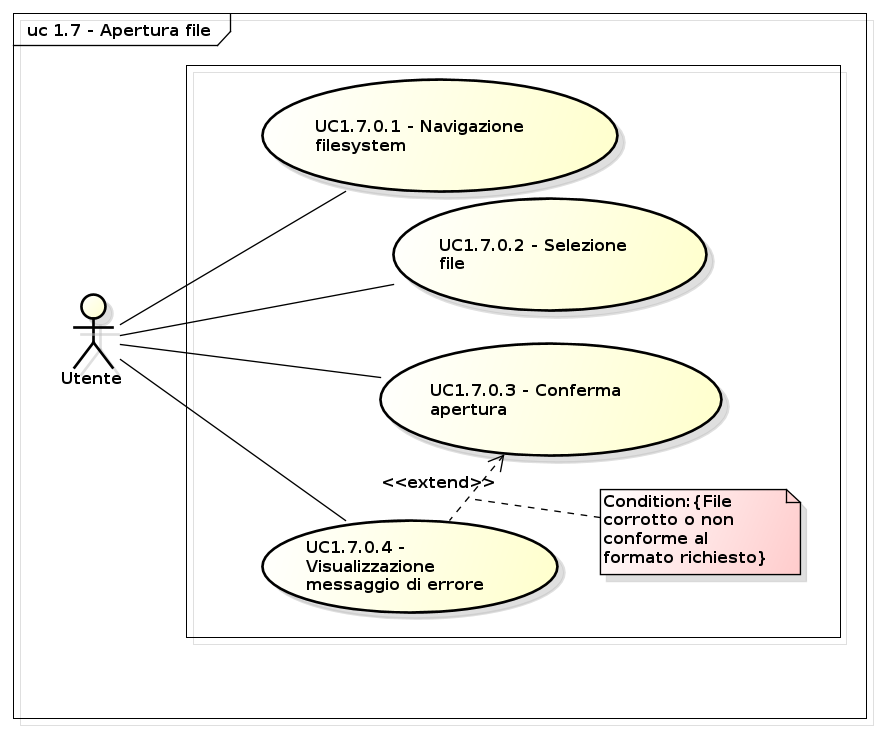 uc 1.7 - Apertura file
UC1.7.0.1 - Navigazione
filesystem
UC1.7.0.2 - Selezione
file
Utente
UC1.7.0.3 - Conferma
apertura
<<extend>>
Condition:{File
corrotto o non
conforme al
formato richiesto}
UC1.7.0.4 -
Visualizzazione
messaggio di errore